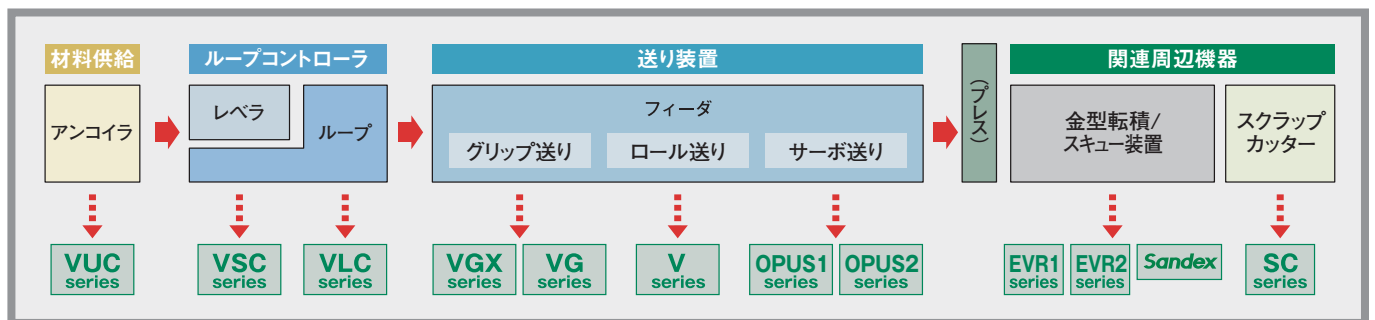 材料供給
アンコイラ
VUC
series
ループコントローラ
レベラ
ループ
VSC
series
VLC
series
送り装置
フィーダ
グリップ送り
ロール送り
サーボ送り
VGX
series
VG
series
V
series
OPUS1
series
OPUS2
series
（プレス）
関連周辺機器
金型転積/
スキュー装置
スクラップ
カッター
EVR1
series
EVR2
series
Sandex
SC
series